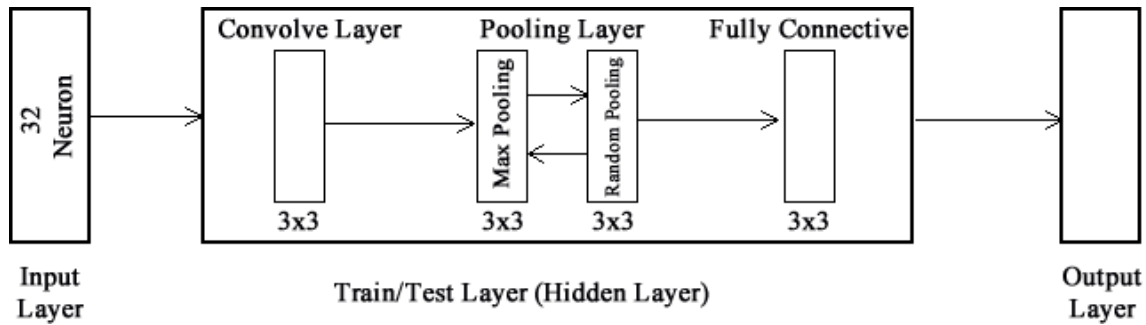 Convolve Layer
Pooling Layer
Fully Connective
32
Neuron
Max Pooling
Random Pooling
3x3
3x3
3x3
3x3
Input
Layer
Train/Test Layer (Hidden Layer)
Output
Layer